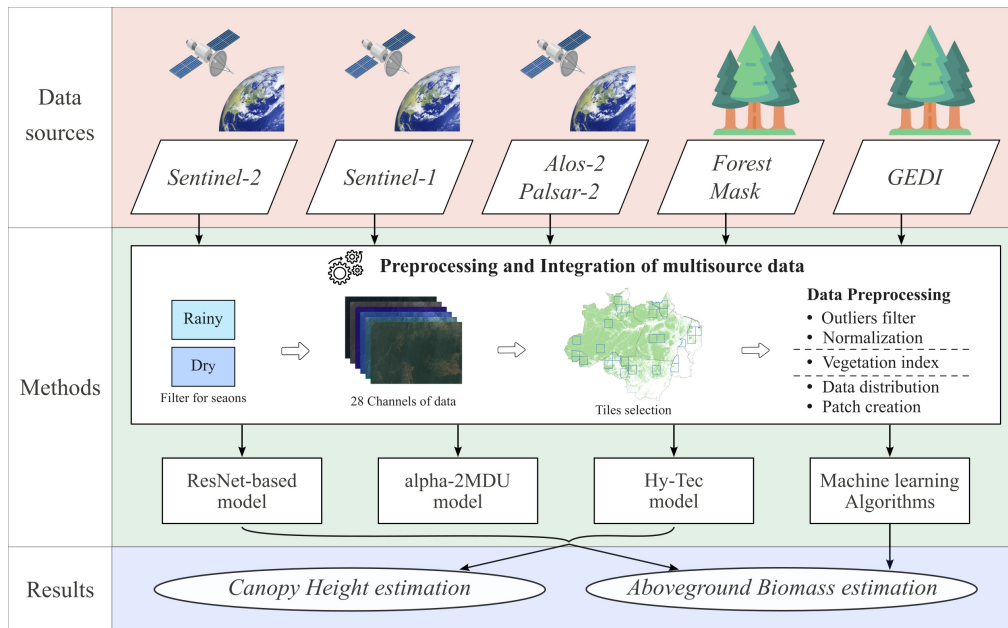 Data
sources
Sentinel-2
Sentinel-1
Alos-2
Palsar-2
Forest
Mask
GEDI
Methods
Preprocessing and Integration of multisource data
Rainy
Dry
Filter for seaons
28 Channels of data
Tiles selection
Data Preprocessing
• Outliers filter
• Normalization
• Vegetation index
• Data distribution
• Patch creation
ResNet-based
model
alpha-2MDU
model
Hy-Tec
model
Machine learning
Algorithms
Results
Canopy Height estimation
Aboveground Biomass estimation